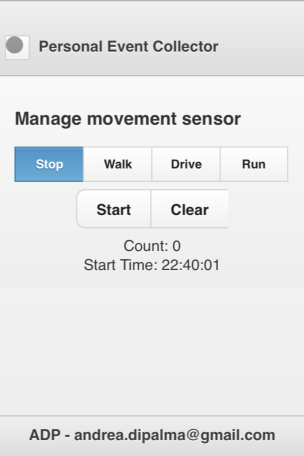 Personal Event Collector
Manage movement sensor
Stop Walk Drive Run
Start Clear
Count: 0
Start Time: 22:40:01
ADP - andrea.dipalma@gmail.com